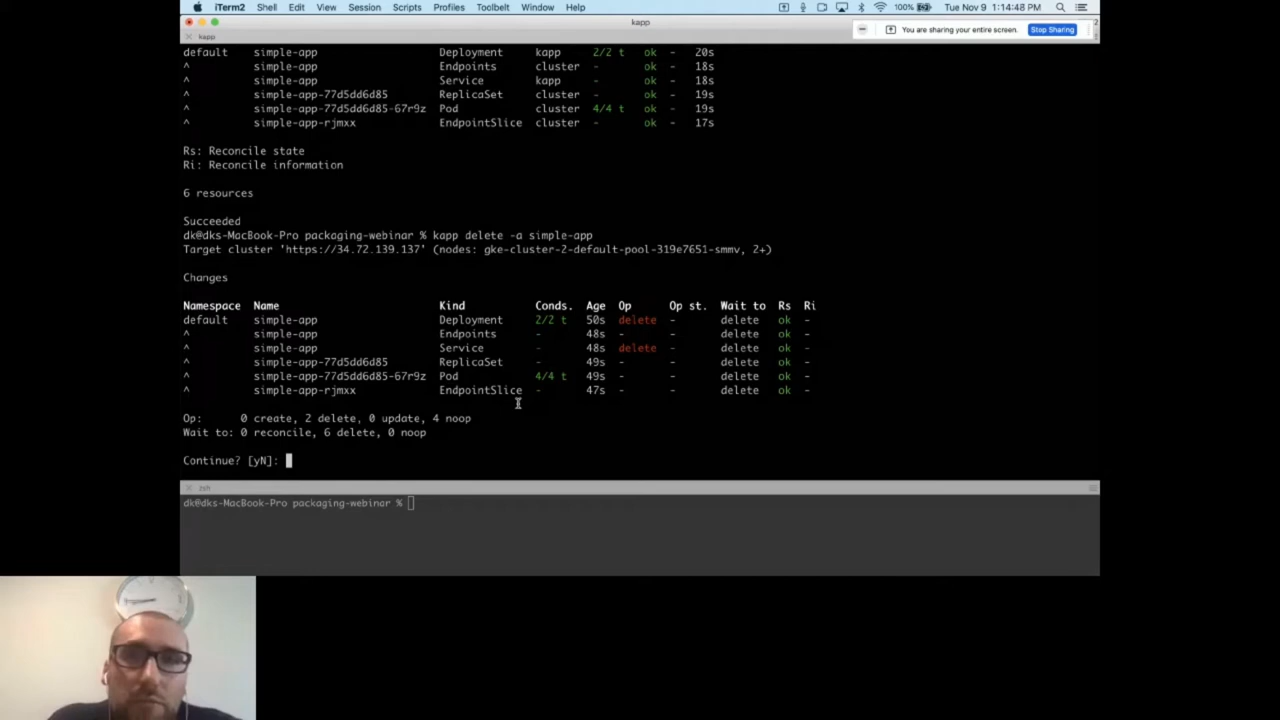 iTerm2 Shell Edit View Session Scripts Profiles Toolbelt Window Help 100% Tue Nov 9 1:14:48 PM
kapp
kapp
You are sharing your entire screen. Stop Sharing
default simple-app Deployment kapp 2/2 t ok - 20s
^ simple-app Endpoints cluster - ok - 18s
^ simple-app Service kapp - ok - 18s
^ simple-app-77d5dd6d85 ReplicaSet cluster - ok - 19s
^ simple-app-77d5dd6d85-67r9z Pod cluster 4/4 t ok - 19s
^ simple-app-rjmxx EndpointSlice cluster - ok - 17s
Rs: Reconcile state
Ri: Reconcile information
6 resources
Succeeded
dk@dks-MacBook-Pro packaging-webinar % kapp delete -a simple-app
Target cluster 'https://34.72.139.137' (nodes: gke-cluster-2-default-pool-319e7651-smmv, 2+)
Changes
Namespace Name Kind Conds. Age Op Op st. Wait to Rs Ri
default simple-app Deployment 2/2 t 50s delete - delete ok -
^ simple-app Endpoints - 48s - - delete ok -
^ simple-app Service - 48s delete - delete ok -
^ simple-app-77d5dd6d85 ReplicaSet - 49s - - delete ok -
^ simple-app-77d5dd6d85-67r9z Pod 4/4 t 49s - - delete ok -
^ simple-app-rjmxx EndpointSlice - 47s - - delete ok -
Op: 0 create, 2 delete, 0 update, 4 noop
Wait to: 0 reconcile, 6 delete, 0 noop
Continue? [yN]:
zsh
dk@dks-MacBook-Pro packaging-webinar %